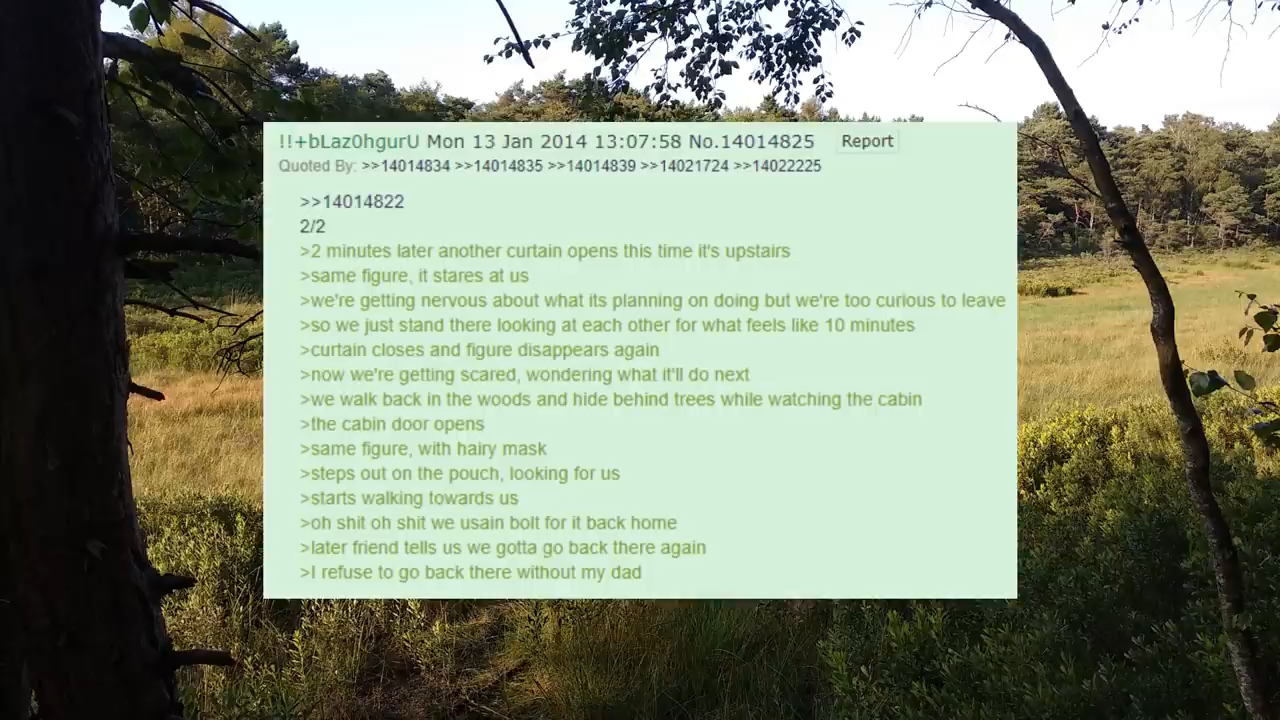 !!+bLaz0hgurU Mon 13 Jan 2014 13:07:58 No.14014825 Report
Quoted By: >>14014834 >>14014835 >>14014839 >>14021724 >>14022225
>>14014822
2/2
>2 minutes later another curtain opens this time it's upstairs
>same figure, it stares at us
>we're getting nervous about what its planning on doing but we're too curious to leave
>so we just stand there looking at each other for what feels like 10 minutes
>curtain closes and figure disappears again
>now we're getting scared, wondering what it'll do next
>we walk back in the woods and hide behind trees while watching the cabin
>the cabin door opens
>same figure, with hairy mask
>steps out on the pouch, looking for us
>starts walking towards us
>oh shit oh shit we usain bolt for it back home
>later friend tells us we gotta go back there again
>I refuse to go back there without my dad